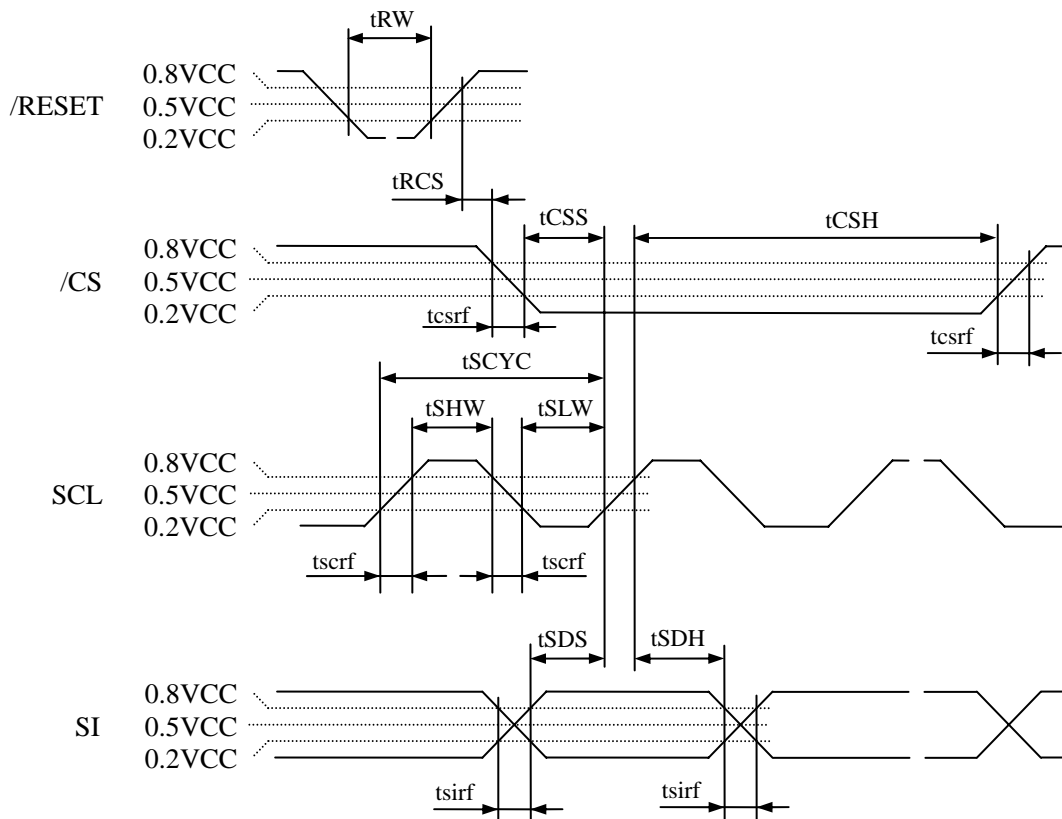 tRW
0.8VCC
/RESET
0.5VCC
0.2VCC
tRCS
tCSS
tCSH
0.8VCC
/CS
0.5VCC
0.2VCC
tcsrf
tcsrf
tSCYC
tSHW
tSLW
0.8VCC
SCL
0.5VCC
0.2VCC
tscrf
tscrf
tSDS
tSDH
0.8VCC
SI
0.5VCC
0.2VCC
tsirf
tsirf